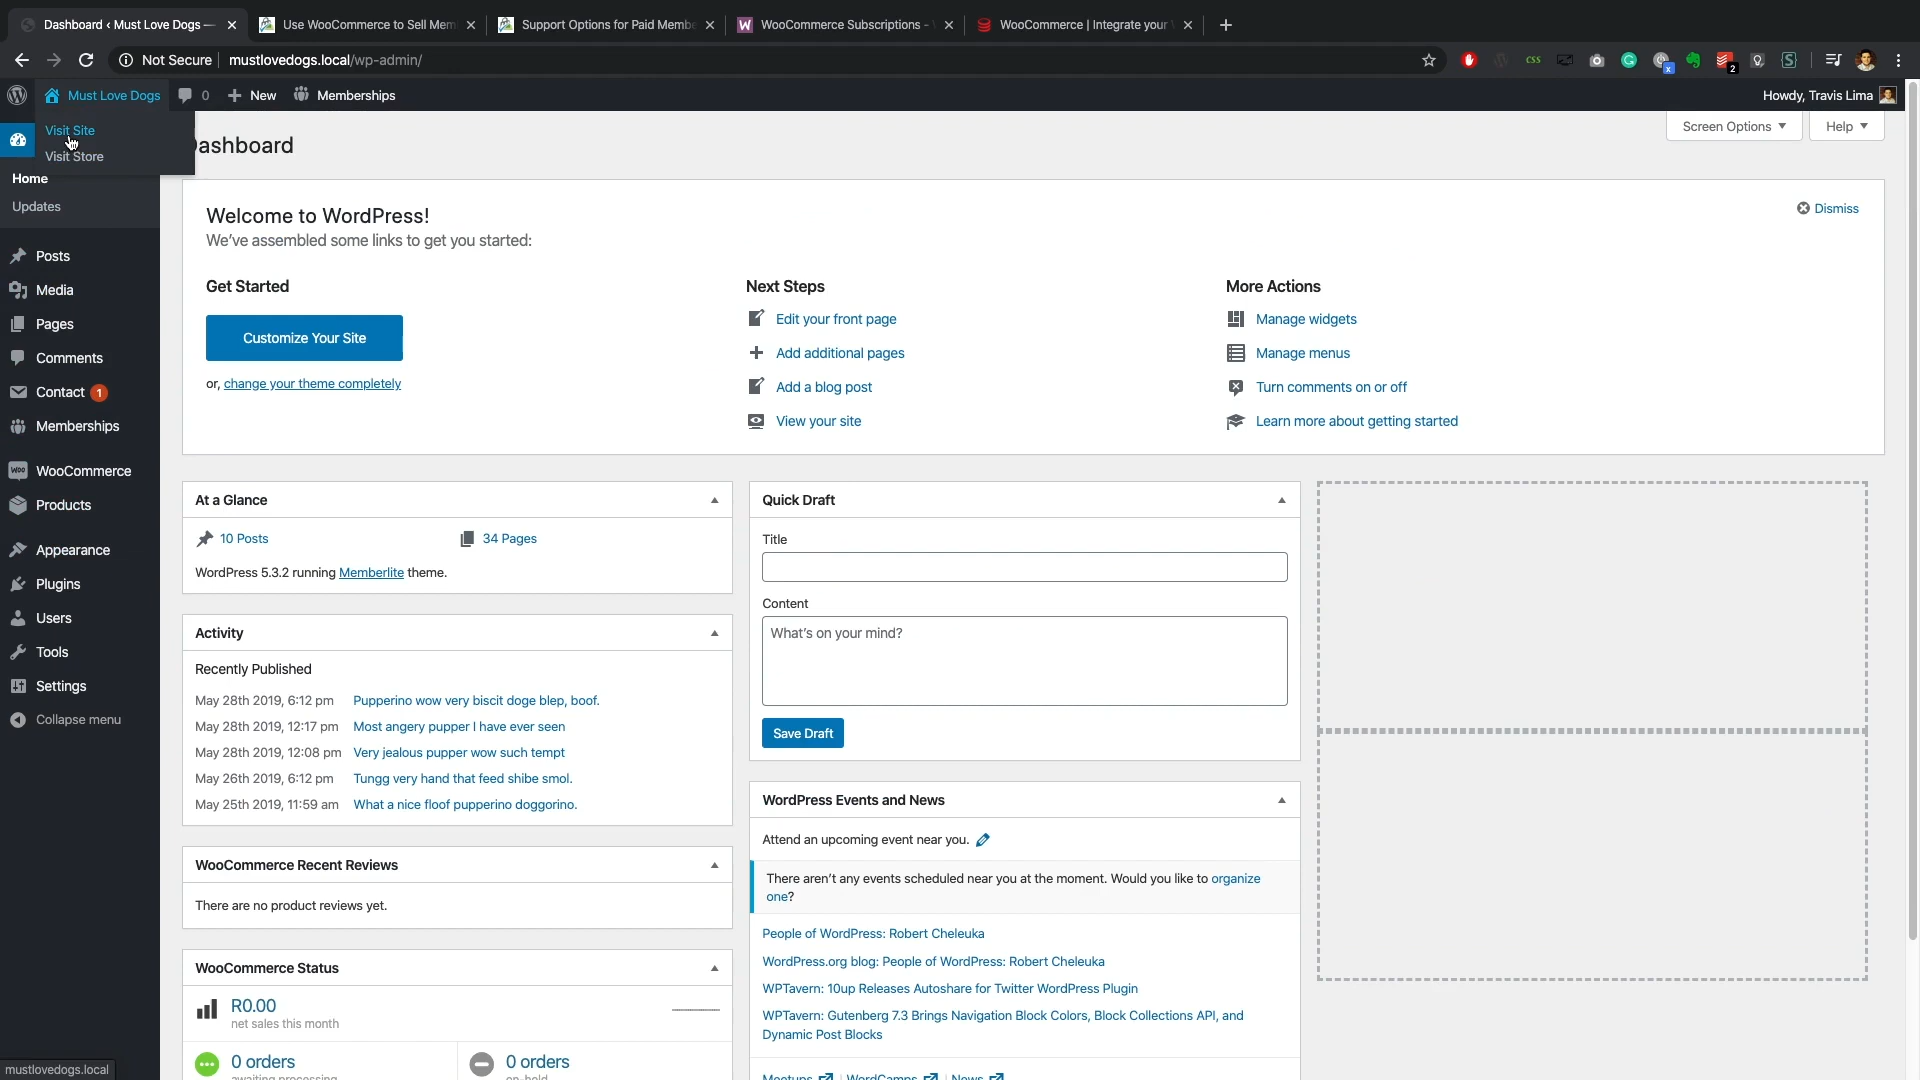 Dashboard ‹ Must Love Dogs —
Use WooCommerce to Sell Mem
Support Options for Paid Membe
WooCommerce Subscriptions -
WooCommerce | Integrate your
Not Secure
mustlovedogs.local/wp-admin/
css
2
Must Love Dogs
0
New
Memberships
Howdy, Travis Lima
Visit Site
Visit Store
ashboard
Screen Options
Help
Home
Updates
Posts
Media
Pages
Comments
Contact 1
Memberships
WooCommerce
Products
Appearance
Plugins
Users
Tools
Settings
Collapse menu
Welcome to WordPress!
We've assembled some links to get you started:
Dismiss
Get Started
Customize Your Site
or, change your theme completely
Next Steps
Edit your front page
Add additional pages
Add a blog post
View your site
More Actions
Manage widgets
Manage menus
Turn comments on or off
Learn more about getting started
At a Glance
10 Posts
34 Pages
WordPress 5.3.2 running Memberlite theme.
Activity
Recently Published
May 28th 2019, 6:12 pm Pupperino wow very biscit doge blep, boof.
May 28th 2019, 12:17 pm Most angery pupper I have ever seen
May 28th 2019, 12:08 pm Very jealous pupper wow such tempt
May 26th 2019, 6:12 pm Tungg very hand that feed shibe smol.
May 25th 2019, 11:59 am What a nice floof pupperino doggorino.
WooCommerce Recent Reviews
There are no product reviews yet.
WooCommerce Status
R0.00
net sales this month
0 orders
awaiting processing
0 orders
on-hold
Quick Draft
Title
Content
What's on your mind?
Save Draft
WordPress Events and News
Attend an upcoming event near you.
There aren't any events scheduled near you at the moment. Would you like to organize
one?
People of WordPress: Robert Cheleuka
WordPress.org blog: People of WordPress: Robert Cheleuka
WPTavern: 10up Releases Autoshare for Twitter WordPress Plugin
WPTavern: Gutenberg 7.3 Brings Navigation Block Colors, Block Collections API, and
Dynamic Post Blocks
Meetups | WordCamps | News
mustlovedogs.local